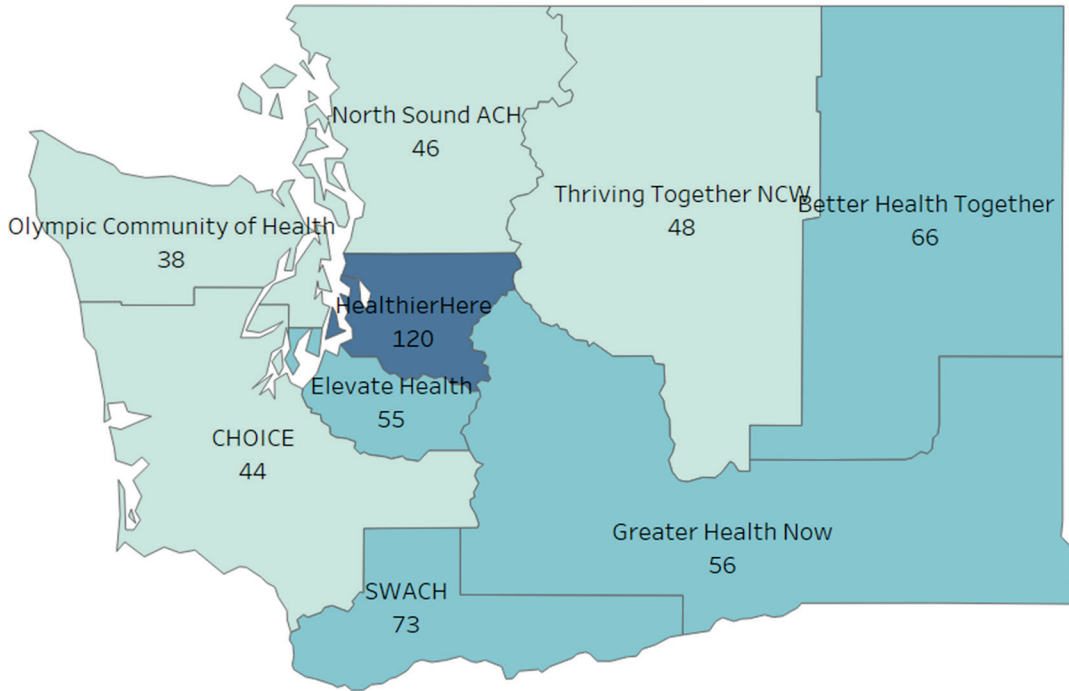 North Sound ACH
46
Thriving Together NCW
48
Better Health Together
66
Olympic Community of Health
38
HealthierHere
120
Elevate Health
55
CHOICE
44
Greater Health Now
56
SWACH
73